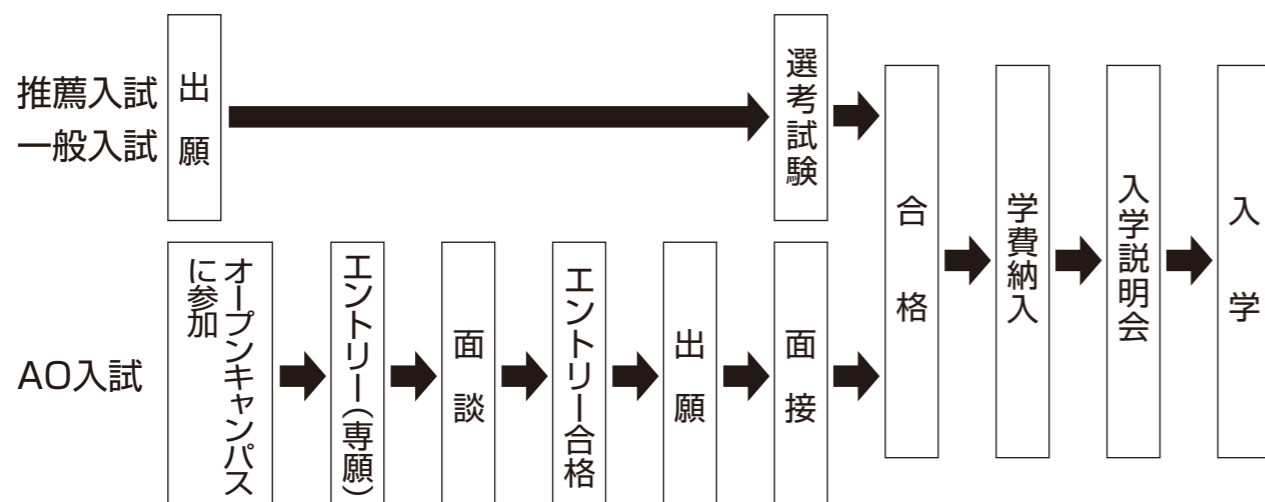 推薦入試
一般入試
出願
選考試験
合格
学費納入
入学説明会
入学
AO入試
オープンキャンパス
に参加
エントリー(専願)
面談
エントリー合格
出願
面接